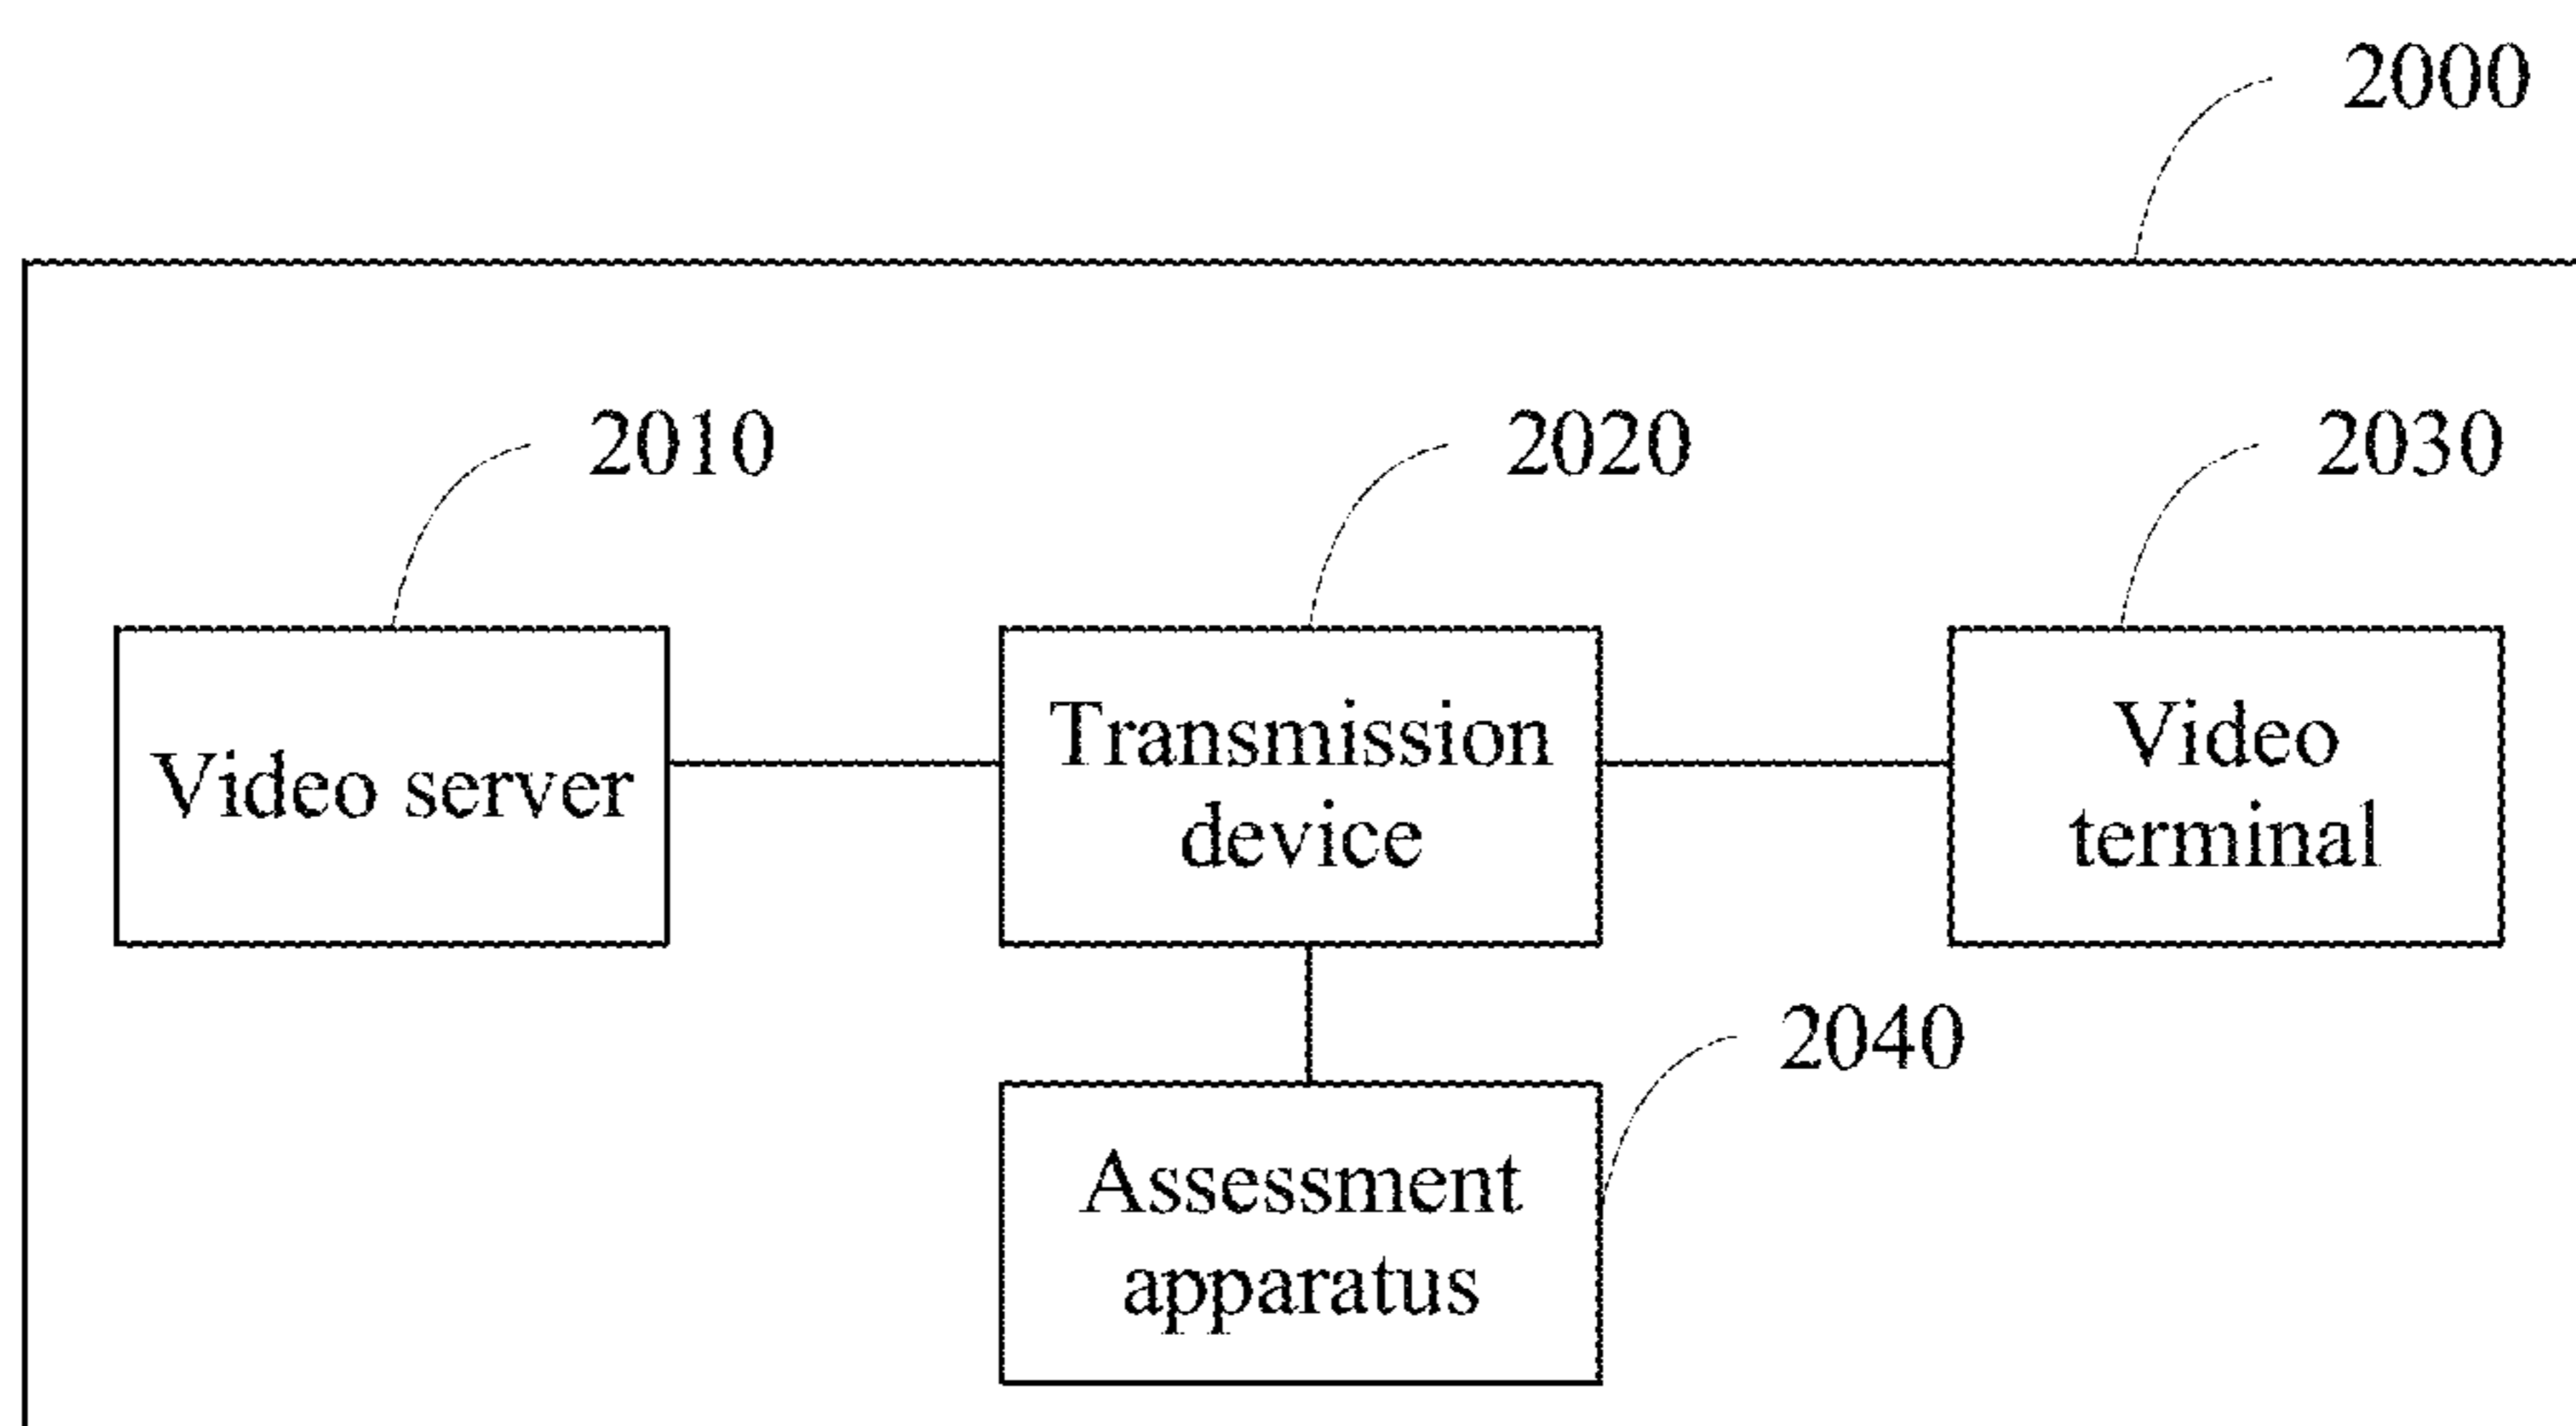 2000
2010
2020
2030
Video server
Transmission
device
Video
terminal
2040
Assessment
apparatus